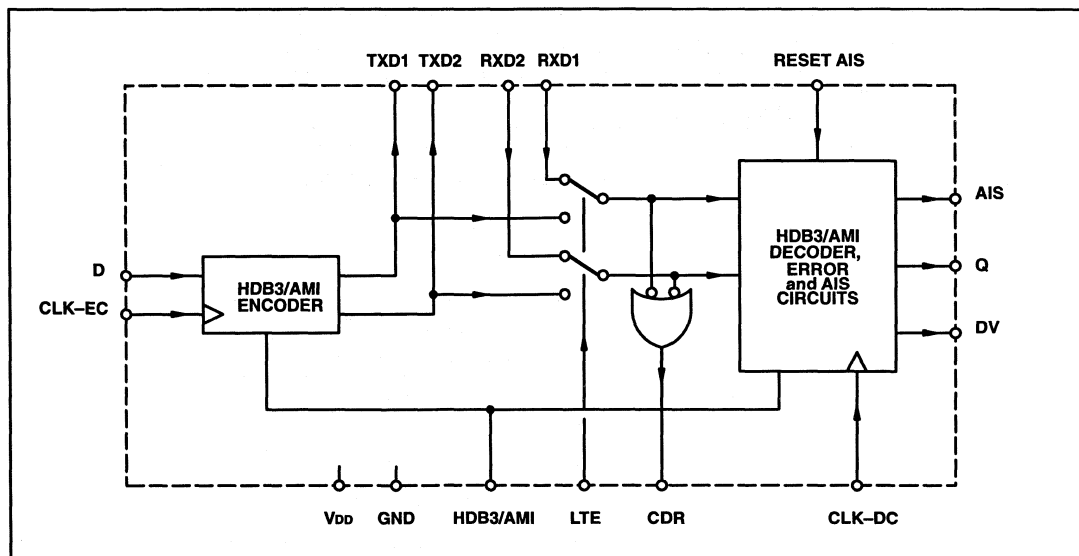 TXD1 TXD2 RXD2 RXD1 RESET AIS
D
CLK–EC
HDB3/AMI
ENCODER
HDB3/AMI
DECODER,
ERROR
and AIS
CIRCUITS
AIS
Q
DV
VDD GND HDB3/AMI LTE CDR CLK–DC